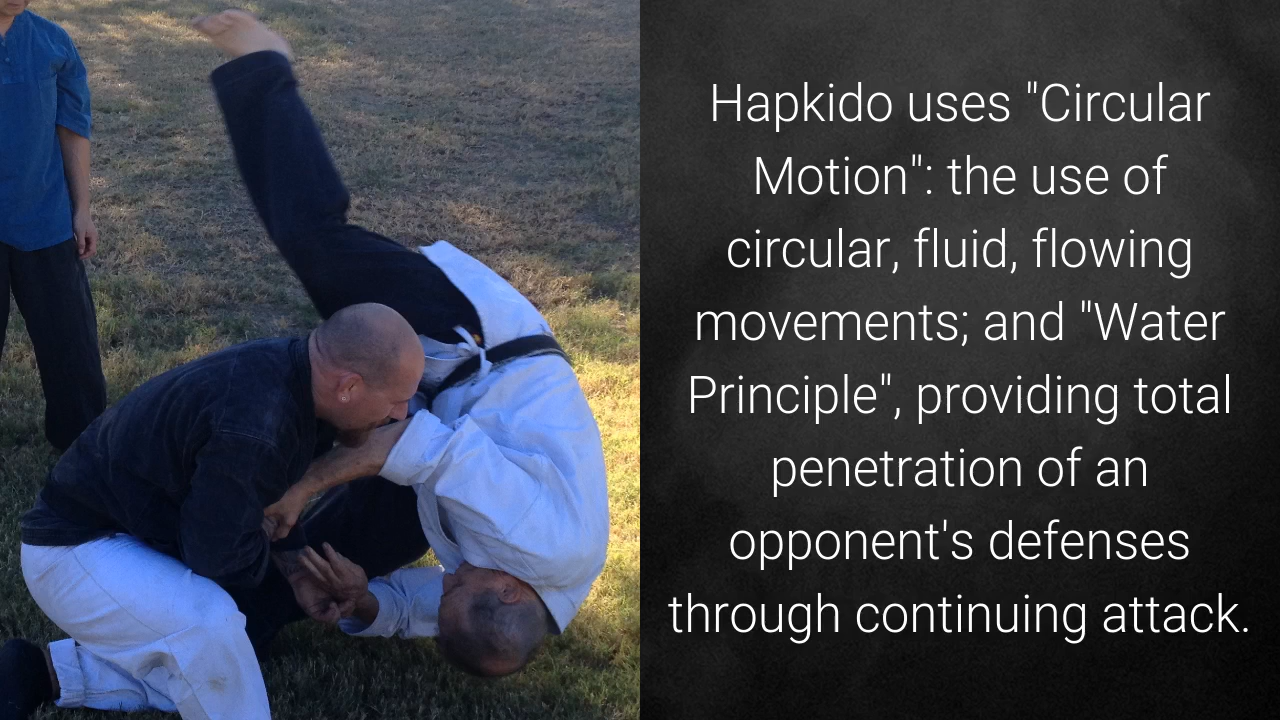 Hapkido uses "Circular
Motion": the use of
circular, fluid, flowing
movements; and "Water
Principle", providing total
penetration of an
opponent's defenses
through continuing attack.